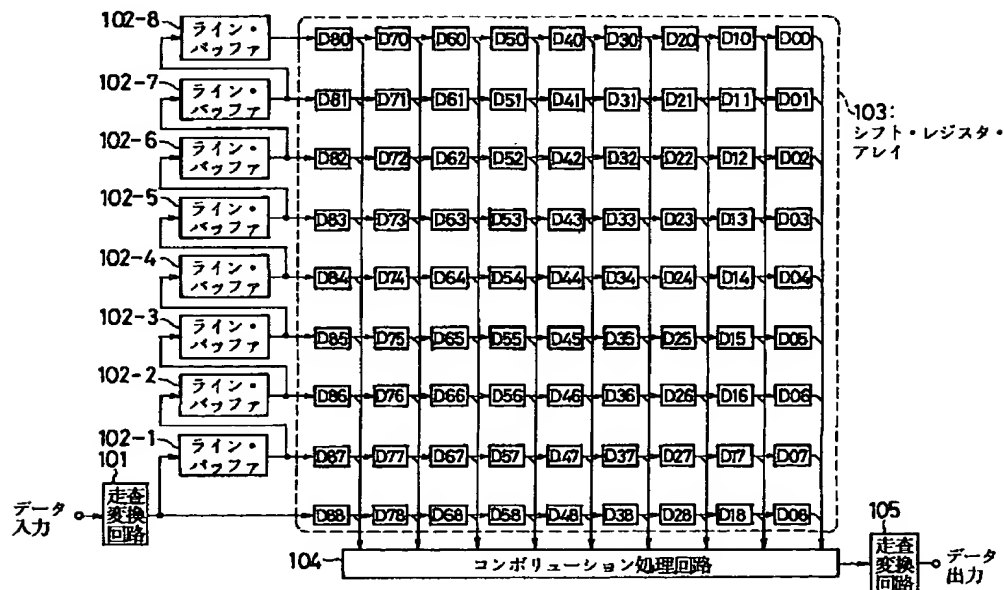 102-8
ライン・
バッファ
D80 D70 D60 D50 D40 D30 D20 D10 D00
102-7
ライン・
バッファ
D81 D71 D61 D51 D41 D31 D21 D11 D01
103:
シフト・レジスタ・
アレイ
102-6
ライン・
バッファ
D82 D72 D62 D52 D42 D32 D22 D12 D02
102-5
ライン・
バッファ
D83 D73 D63 D53 D43 D33 D23 D13 D03
102-4
ライン・
バッファ
D84 D74 D64 D54 D44 D34 D24 D14 D04
102-3
ライン・
バッファ
D85 D75 D65 D55 D45 D35 D25 D15 D05
102-2
ライン・
バッファ
D86 D76 D66 D56 D46 D36 D26 D16 D06
102-1
ライン・
バッファ
D87 D77 D67 D57 D47 D37 D27 D17 D07
101
データ
入力
走査
変換
回路
D88 D78 D68 D58 D48 D38 D28 D18 D08
104
コンボリューション処理回路
105
走査
変換
回路
データ
出力